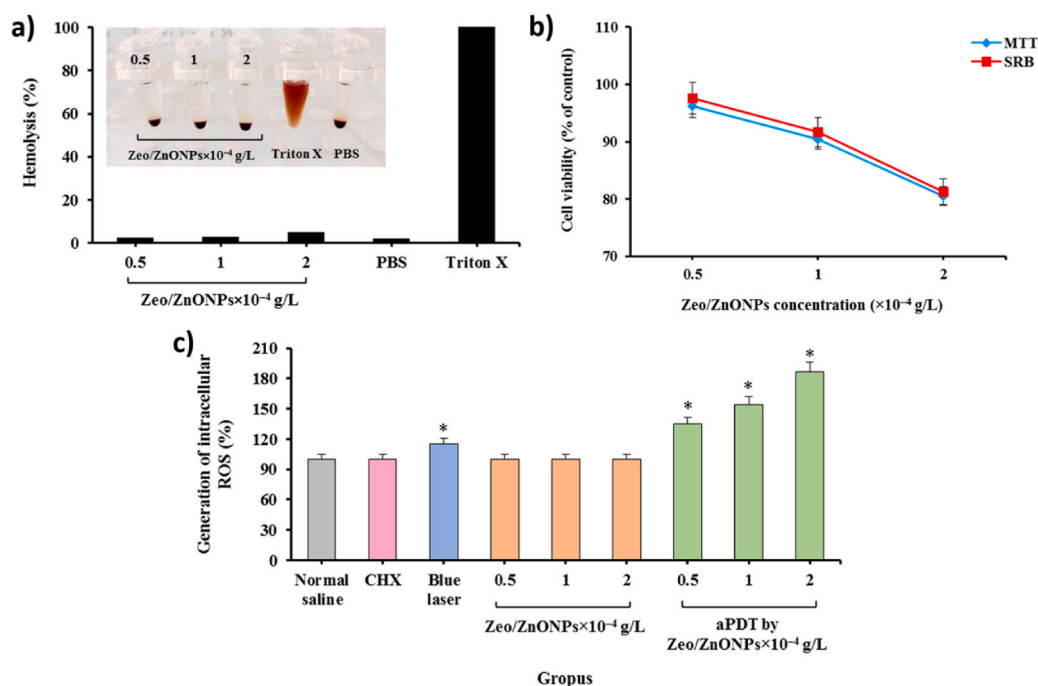 a)
Hemolysis (%)
100
80
60
40
20
0
0.5 1 2
Zeo/ZnONPs×10⁻⁴ g/L Triton X PBS
0.5 1 2 PBS Triton X
Zeo/ZnONPs×10⁻⁴ g/L
b)
MTT
SRB
Cell viability (% of control)
110
100
90
80
70
0.5 1 2
Zeo/ZnONPs concentration (×10⁻⁴ g/L)
c)
Generation of intracellular
ROS (%)
210
180
150
120
90
60
30
0
* * * *
Normal
saline
CHX
Blue
laser
0.5 1 2
Zeo/ZnONPs×10⁻⁴ g/L
0.5 1 2
aPDT by
Zeo/ZnONPs×10⁻⁴ g/L
Gropus